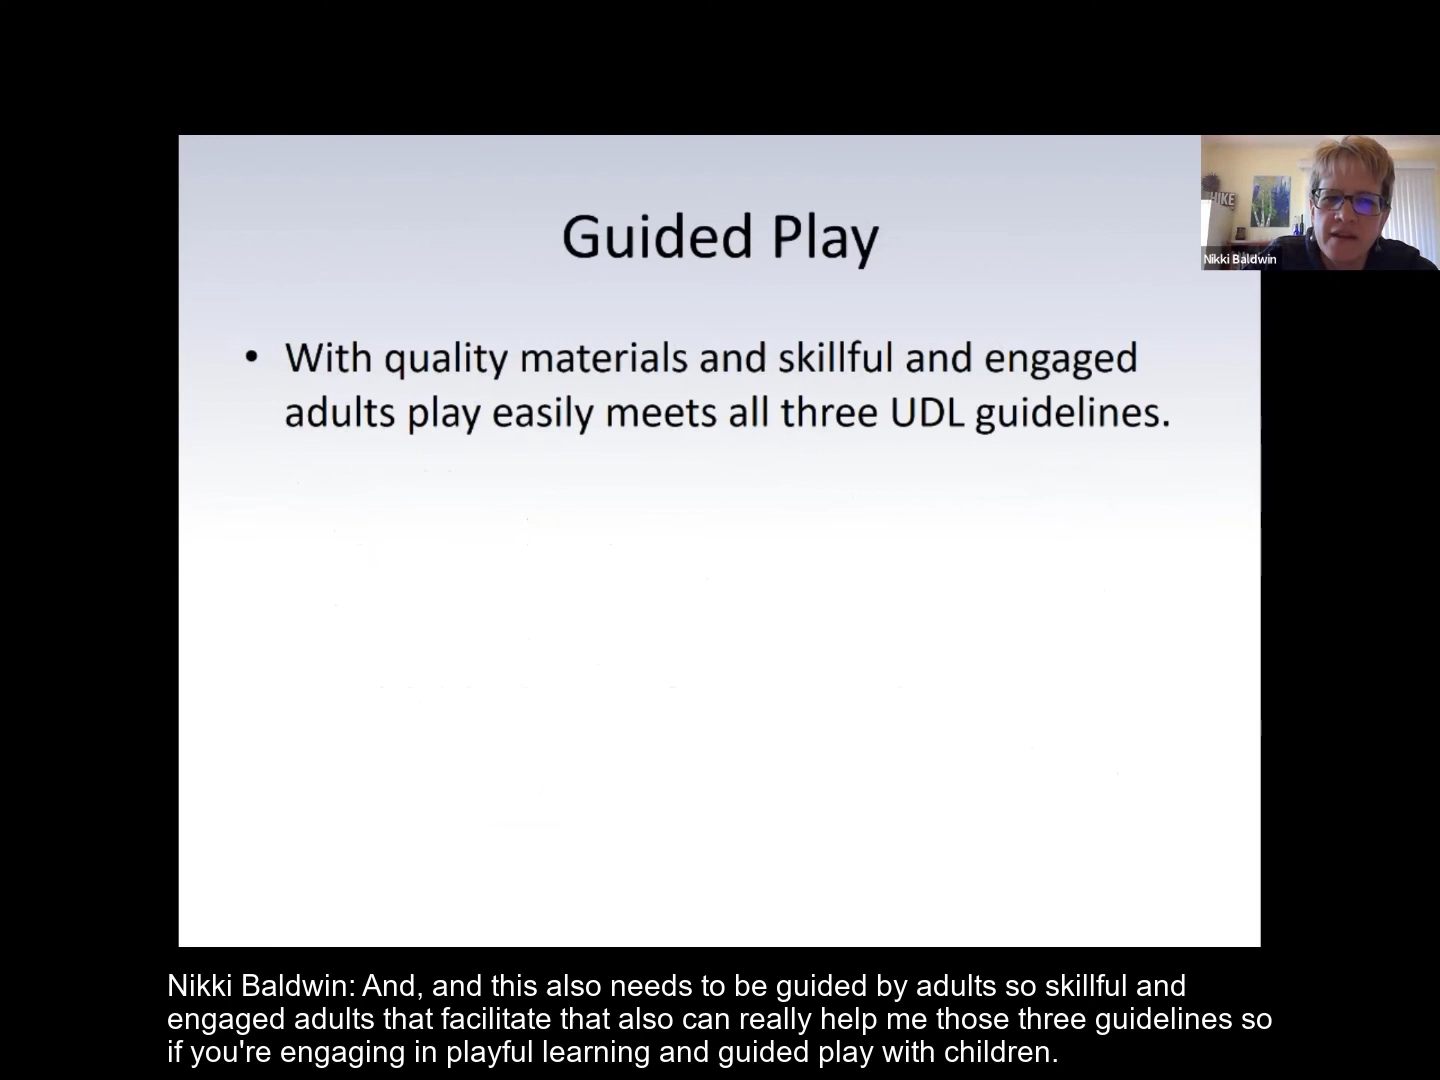 Guided Play
HIKE
Nikki Baldwin
• With quality materials and skillful and engaged
adults play easily meets all three UDL guidelines.
Nikki Baldwin: And, and this also needs to be guided by adults so skillful and
engaged adults that facilitate that also can really help me those three guidelines so
if you're engaging in playful learning and guided play with children.